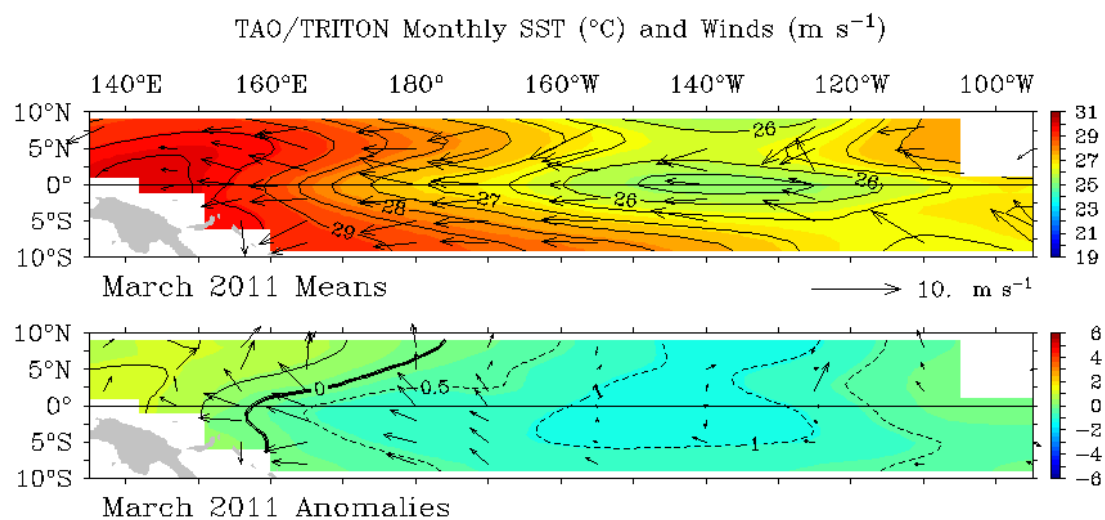 TAO/TRITON Monthly SST (°C) and Winds (m s⁻¹)
140°E 160°E 180° 160°W 140°W 120°W 100°W
10°N
5°N
0°
5°S
10°S
26
26
26
27
28
29
31
29
27
25
23
21
19
March 2011 Means
10. m s⁻¹
10°N
5°N
0°
5°S
10°S
0
0.5
1
1
6
4
2
0
−2
−4
−6
March 2011 Anomalies